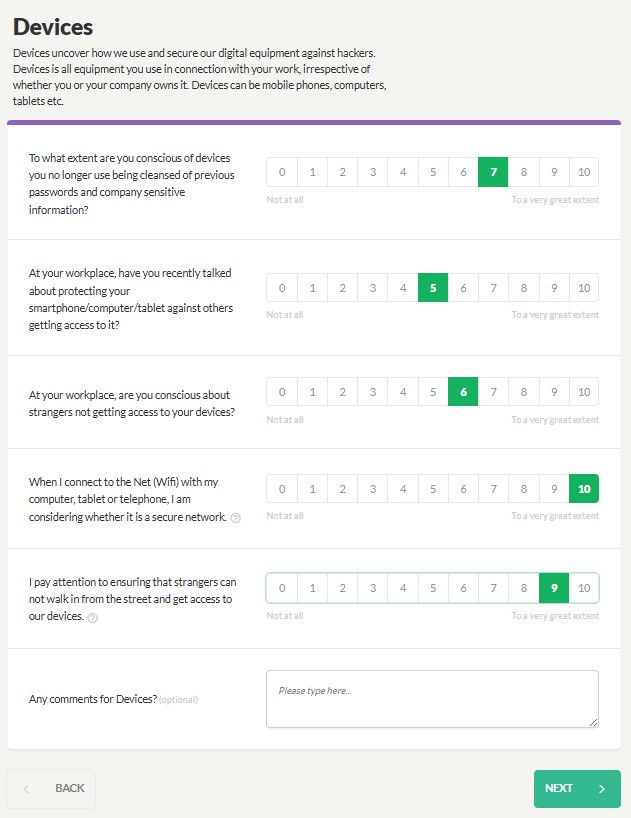 Devices
Devices uncover how we use and secure our digital equipment against hackers.
Devices is all equipment you use in connection with your work, irrespective of
whether you or your company owns it. Devices can be mobile phones, computers,
tablets etc.
To what extent are you conscious of devices
you no longer use being cleansed of previous
passwords and company sensitive
information?
0 1 2 3 4 5 6 7 8 9 10
Not at all To a very great extent
At your workplace, have you recently talked
about protecting your
smartphone/computer/tablet against others
getting access to it?
0 1 2 3 4 5 6 7 8 9 10
Not at all To a very great extent
At your workplace, are you conscious about
strangers not getting access to your devices?
0 1 2 3 4 5 6 7 8 9 10
Not at all To a very great extent
When I connect to the Net (Wifi) with my
computer, tablet or telephone, I am
considering whether it is a secure network. ?
0 1 2 3 4 5 6 7 8 9 10
Not at all To a very great extent
I pay attention to ensuring that strangers can
not walk in from the street and get access to
our devices. ?
0 1 2 3 4 5 6 7 8 9 10
Not at all To a very great extent
Any comments for Devices? (optional)
Please type here...
< BACK
NEXT >